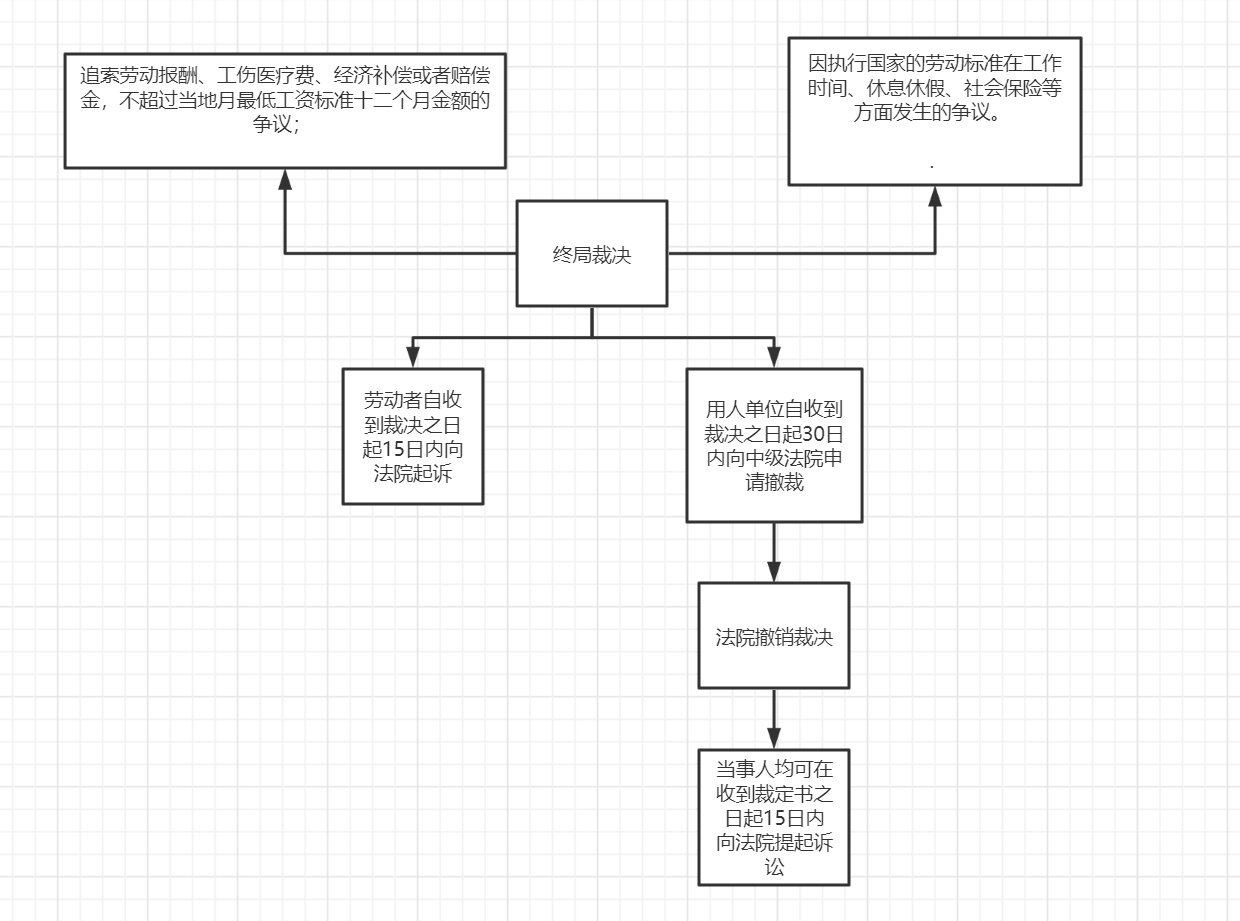 追索劳动报酬、工伤医疗费、经济补偿或者赔偿
金，不超过当地月最低工资标准十二个月金额的
争议；
因执行国家的劳动标准在工作
时间、休息休假、社会保险等
方面发生的争议。
.
终局裁决
劳动者自收
到裁决之日
起15日内向
法院起诉
用人单位自收到
裁决之日起30日
内向中级法院申
请撤裁
法院撤销裁决
当事人均可在
收到裁定书之
日起15日内
向法院提起诉
讼